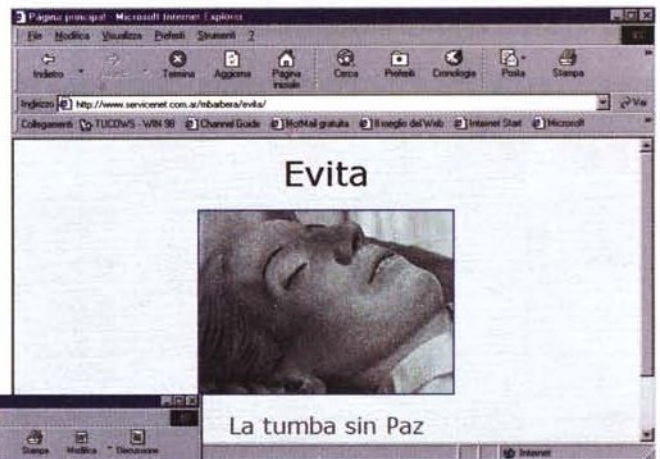 Página principal - Microsoft Internet Explorer
File Modifica Visualizza Preferiti Strumenti ?
Indietro Termina Aggiorna Pagina iniziale Cerca Preferiti Cronologia Posta Stampa
Indirizzo http://www.servicenet.com.ar/mbarbera/evita/ Vai
Collegamenti TUCOWS - WIN 98 Channel Guide HotMail gratuita Il meglio del Web Internet Start Microsoft
Evita
La tumba sin Paz
Stampa Modifica Discussione
Internet